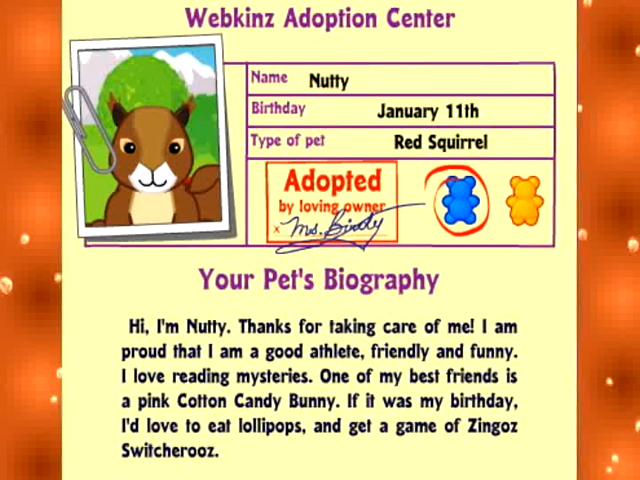 Webkinz Adoption Center
Name Nutty
Birthday January 11th
Type of pet Red Squirrel
Adopted
by loving owner
x Ms. Birdy
Your Pet's Biography
Hi, I'm Nutty. Thanks for taking care of me! I am
proud that I am a good athlete, friendly and funny.
I love reading mysteries. One of my best friends is
a pink Cotton Candy Bunny. If it was my birthday,
I'd love to eat lollipops, and get a game of Zingoz
Switcherooz.